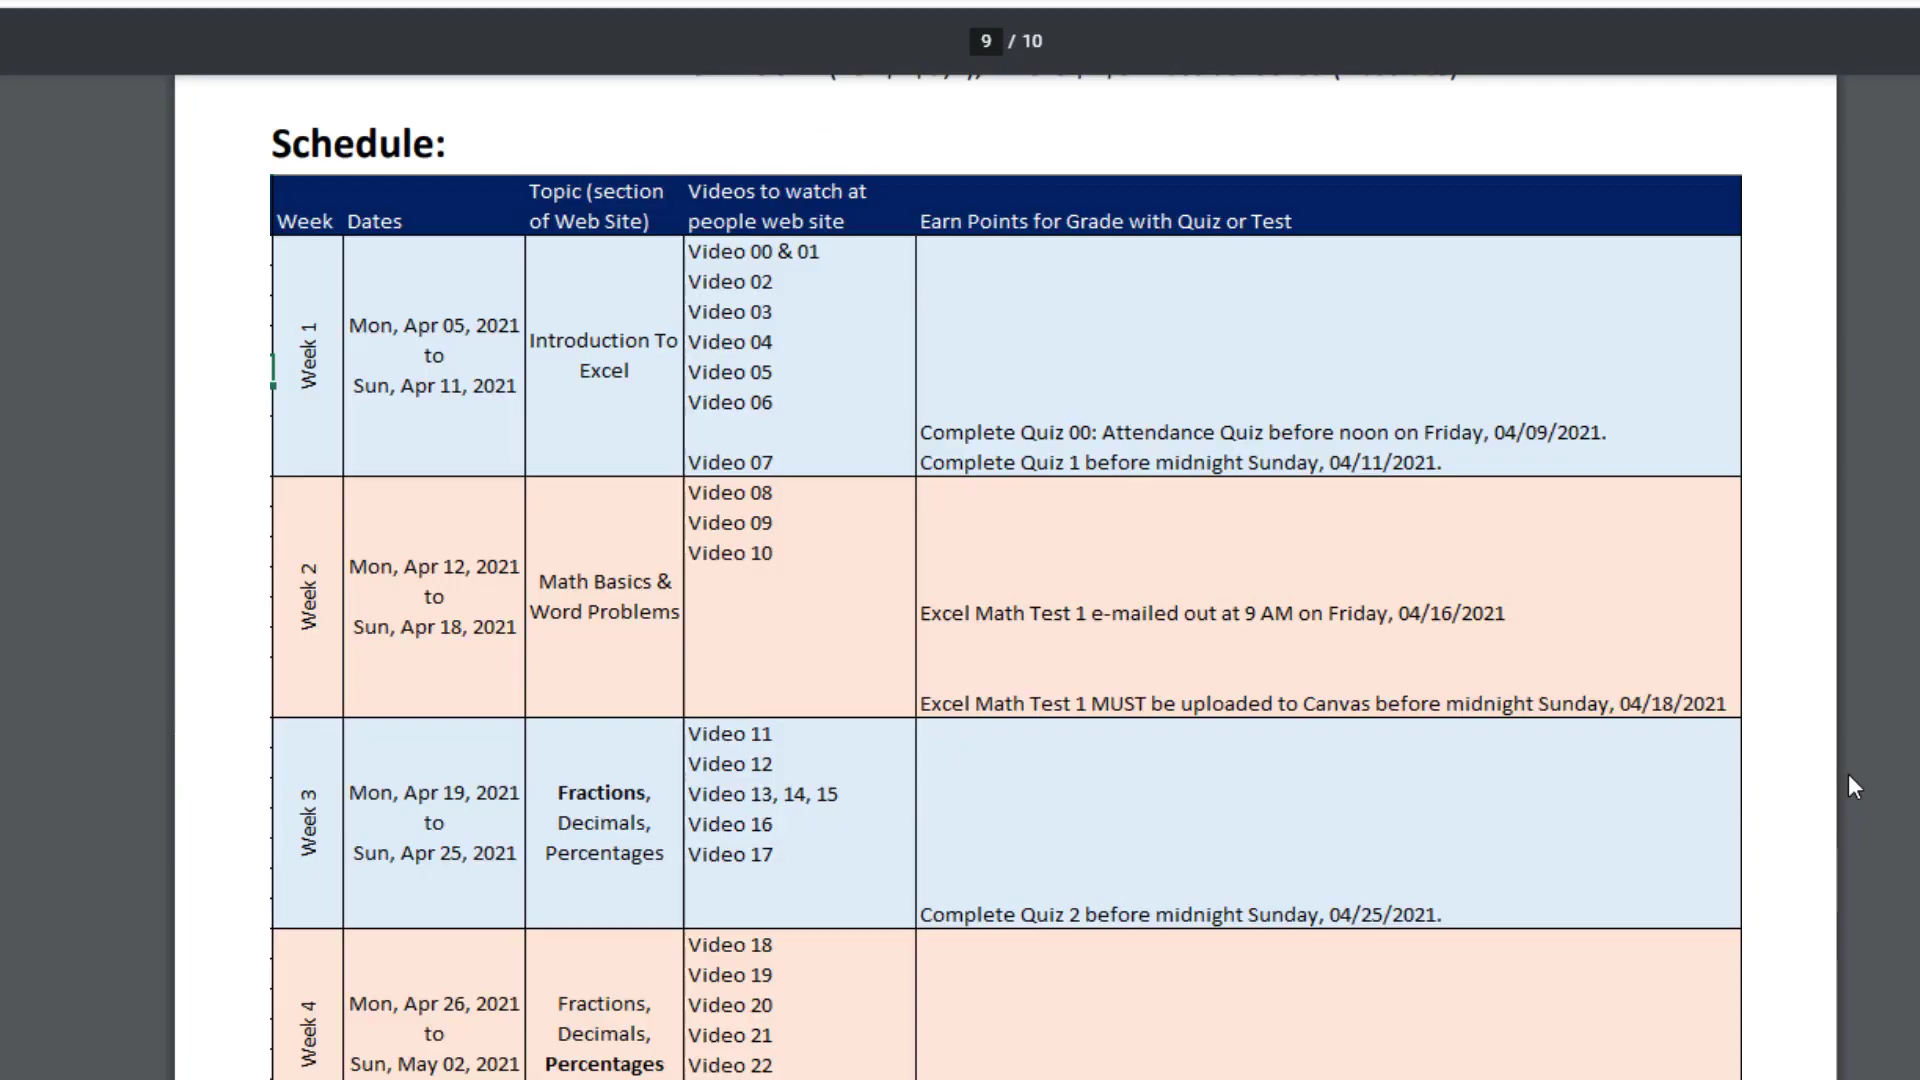 9 / 10
Schedule:
Week Dates Topic (section of Web Site) Videos to watch at people web site Earn Points for Grade with Quiz or Test
Week 1
Mon, Apr 05, 2021
to
Sun, Apr 11, 2021
Introduction To
Excel
Video 00 & 01
Video 02
Video 03
Video 04
Video 05
Video 06
Video 07
Complete Quiz 00: Attendance Quiz before noon on Friday, 04/09/2021.
Complete Quiz 1 before midnight Sunday, 04/11/2021.
Week 2
Mon, Apr 12, 2021
to
Sun, Apr 18, 2021
Math Basics &
Word Problems
Video 08
Video 09
Video 10
Excel Math Test 1 e-mailed out at 9 AM on Friday, 04/16/2021
Excel Math Test 1 MUST be uploaded to Canvas before midnight Sunday, 04/18/2021
Week 3
Mon, Apr 19, 2021
to
Sun, Apr 25, 2021
Fractions,
Decimals,
Percentages
Video 11
Video 12
Video 13, 14, 15
Video 16
Video 17
Complete Quiz 2 before midnight Sunday, 04/25/2021.
Week 4
Mon, Apr 26, 2021
to
Sun, May 02, 2021
Fractions,
Decimals,
Percentages
Video 18
Video 19
Video 20
Video 21
Video 22